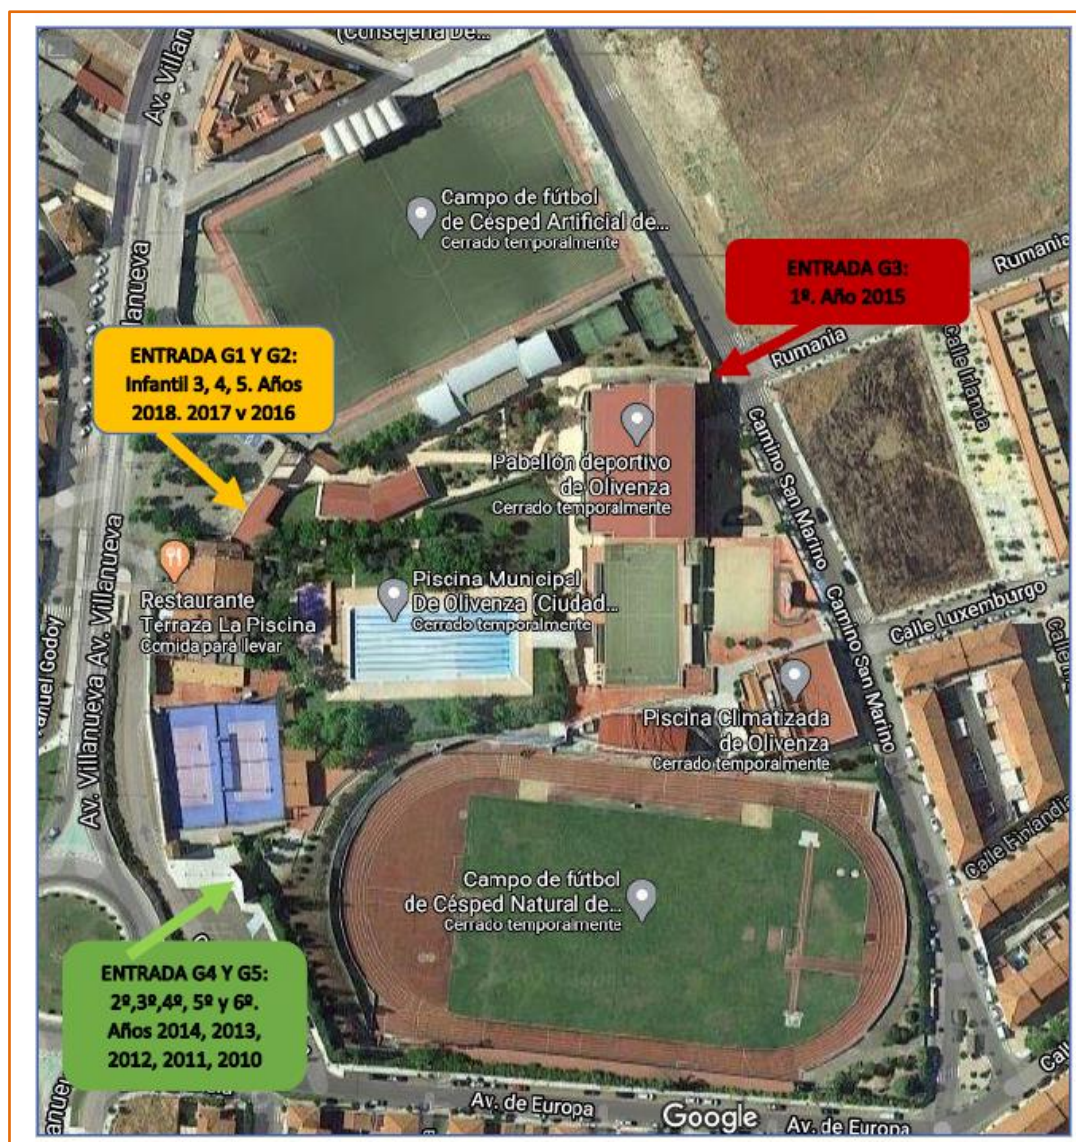 (Consejería De...
Av. Villan
Campo de fútbol
de Césped Artificial de...
Cerrado temporalmente
Rumania
ENTRADA G3:
1º. Año 2015
lanueva
Rumania
Calle Irlanda
ENTRADA G1 Y G2:
Infantil 3, 4, 5. Años
2018. 2017 v 2016
Pabellón deportivo
de Olivenza
Cerrado temporalmente
Camino San Marino
Av. Villanueva
Restaurante
Terraza La Piscina
Comida para llevar
Piscina Municipal
De Olivenza (Ciudad...
Cerrado temporalmente
Calle Luxemburgo
Camino San Marino
anuel Godoy
Av. Villanueva
Piscina Climatizada
de Olivenza
Cerrado temporalmente
Calle Finlandia
Campo de fútbol
de Césped Natural de...
Cerrado temporalmente
ENTRADA G4 Y G5:
2º,3º,4º, 5º y 6º.
Años 2014, 2013,
2012, 2011, 2010
Av. de Europa
Google
Av. de Europa